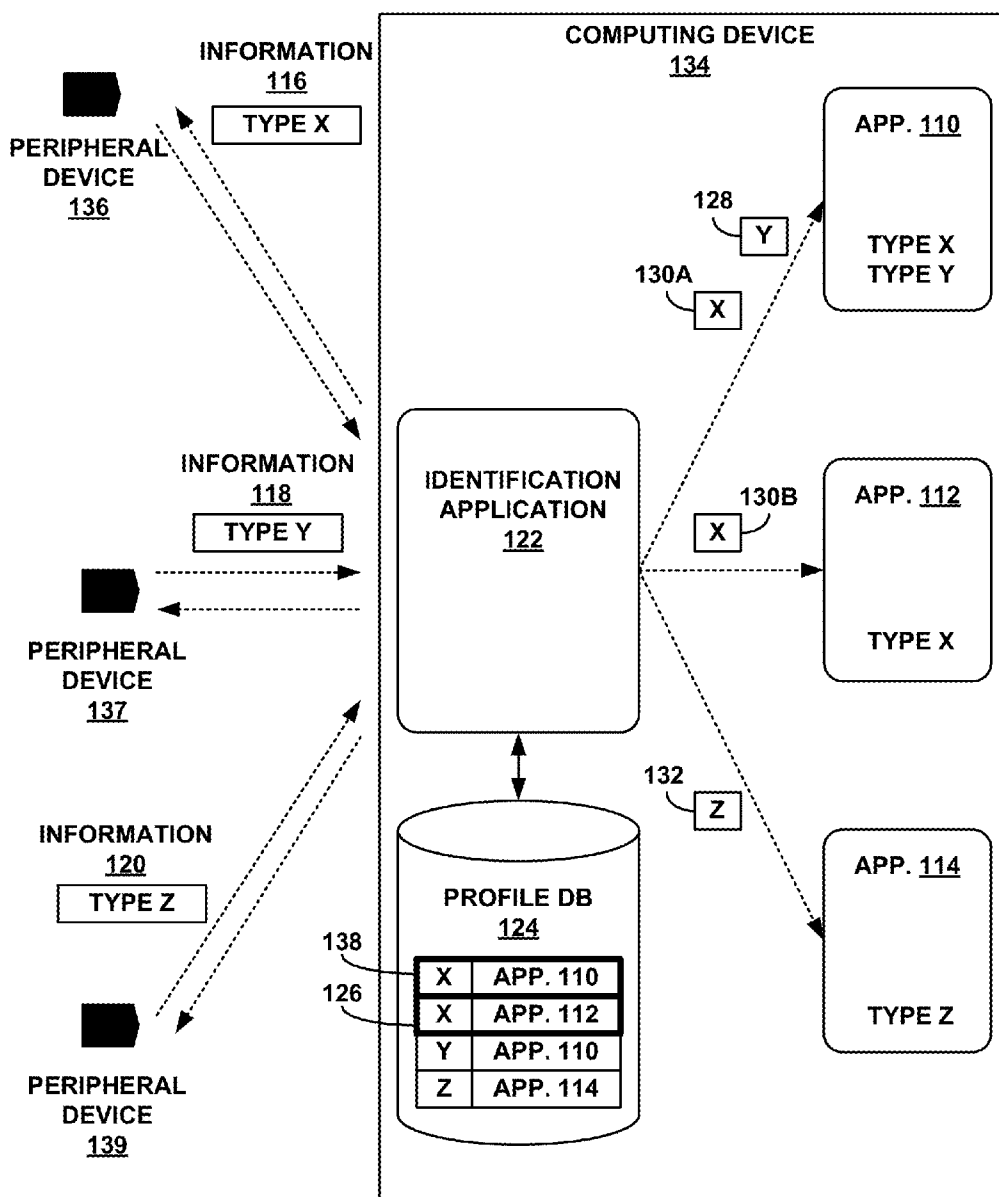 COMPUTING DEVICE
134
INFORMATION
116
TYPE X
PERIPHERAL
DEVICE
136
APP. 110
TYPE X
TYPE Y
128
Y
130A
X
INFORMATION
118
TYPE Y
PERIPHERAL
DEVICE
137
IDENTIFICATION
APPLICATION
122
X
130B
APP. 112
TYPE X
132
Z
INFORMATION
120
TYPE Z
PERIPHERAL
DEVICE
139
PROFILE DB
124
138
126
X APP. 110
X APP. 112
Y APP. 110
Z APP. 114
APP. 114
TYPE Z